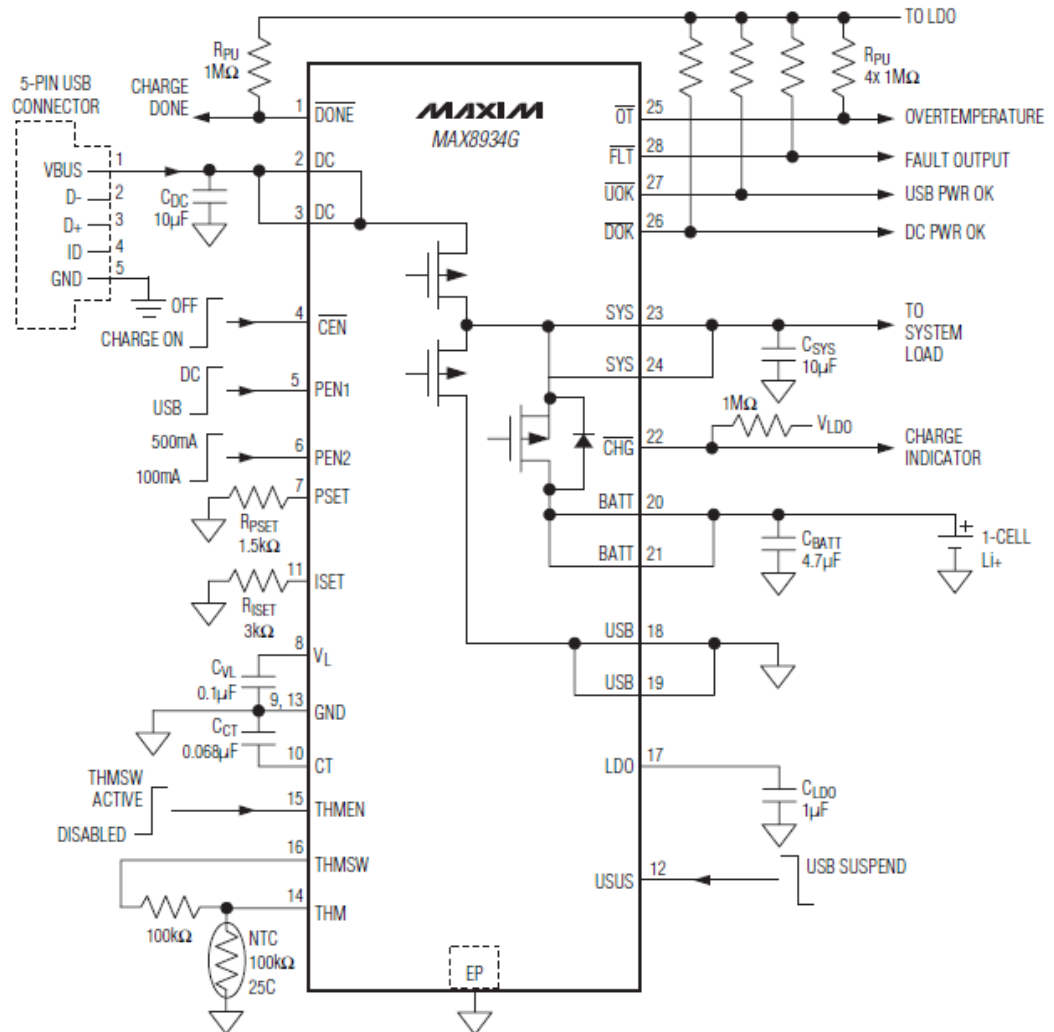 TO LDO
RPU
1MΩ
RPU
4x 1MΩ
CHARGE
DONE
5-PIN USB
CONNECTOR
MAXIM
MAX8934G
1
DONE
OT
25
OVERTEMPERATURE
FLT
28
FAULT OUTPUT
UOK
27
USB PWR OK
DOK
26
DC PWR OK
VBUS
1
2
DC
D-
2
D+
3
ID
4
GND
5
CDC
10µF
3
DC
OFF
CHARGE ON
4
CEN
SYS
23
TO
SYSTEM
LOAD
SYS
24
CSYS
10µF
DC
USB
5
PEN1
1MΩ
VLDO
CHG
22
CHARGE
INDICATOR
500mA
100mA
6
PEN2
7
PSET
RPSET
1.5kΩ
BATT
20
BATT
21
CBATT
4.7µF
+
1-CELL
Li+
11
ISET
RISET
3kΩ
USB
18
USB
19
8
VL
CVL
0.1µF
9, 13
GND
CCT
0.068µF
10
CT
LDO
17
CLDO
1µF
THMSW
ACTIVE
DISABLED
15
THMEN
16
THMSW
USUS
12
USB SUSPEND
14
THM
100kΩ
NTC
100kΩ
25C
EP